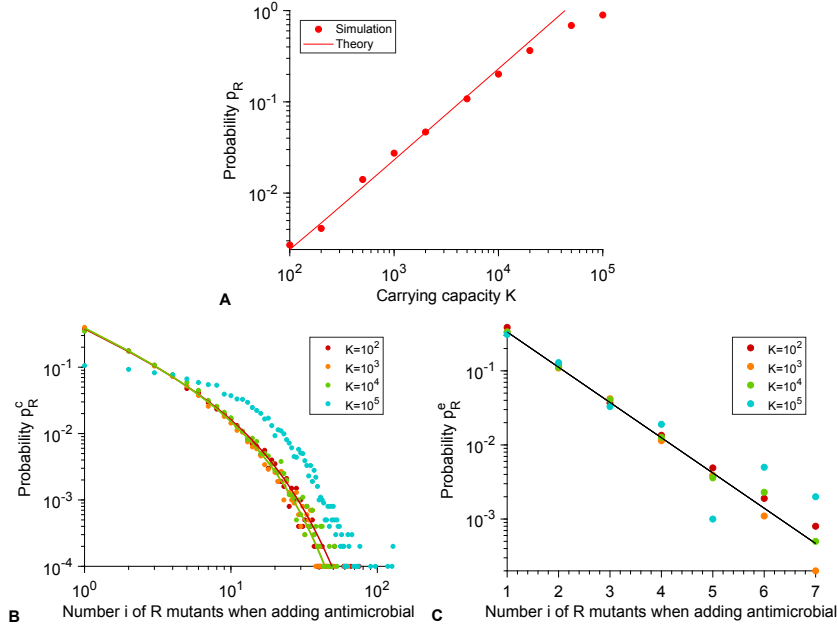 10^0
Simulation
Theory
10^-1
10^-2
Probability p_R
10^2
10^3
10^4
10^5
Carrying capacity K
A
10^-1
10^-2
10^-3
10^-4
Probability p_R^c
K=10^2
K=10^3
K=10^4
K=10^5
10^0
10^1
10^2
Number i of R mutants when adding antimicrobial
B
10^-1
10^-2
10^-3
Probability p_R^e
K=10^2
K=10^3
K=10^4
K=10^5
1 2 3 4 5 6 7
Number i of R mutants when adding antimicrobial
C